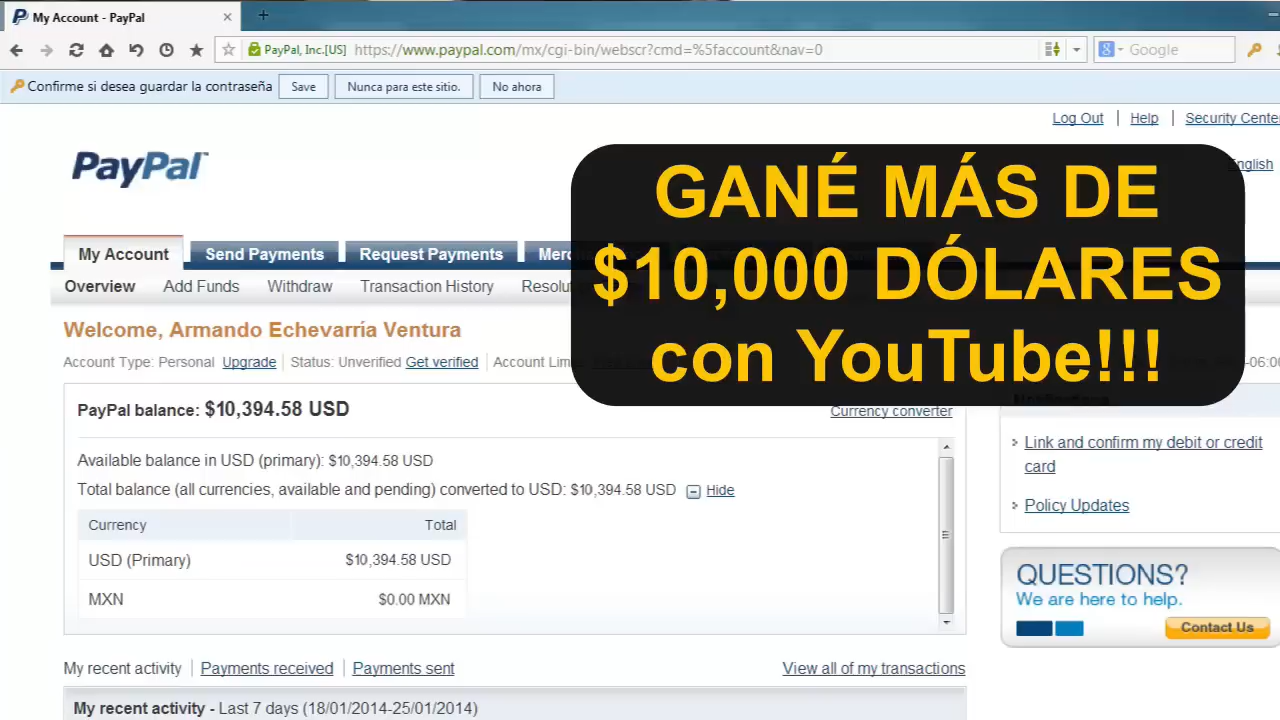 My Account - PayPal
PayPal, Inc.[US] https://www.paypal.com/mx/cgi-bin/webscr?cmd=%5faccount&nav=0
Google
Confirme si desea guardar la contraseña Save Nunca para este sitio. No ahora
Log Out Help Security Center
PayPal
English
GANÉ MÁS DE
$10,000 DÓLARES
con YouTube!!!
My Account Send Payments Request Payments Mer
Overview Add Funds Withdraw Transaction History Resolu
Welcome, Armando Echevarría Ventura
Account Type: Personal Upgrade Status: Unverified Get verified Account Lim
PayPal balance: $10,394.58 USD
Currency converter
Notifications
Available balance in USD (primary): $10,394.58 USD
Total balance (all currencies, available and pending) converted to USD: $10,394.58 USD Hide
Currency Total
USD (Primary) $10,394.58 USD
MXN $0.00 MXN
Link and confirm my debit or credit
card
Policy Updates
QUESTIONS?
We are here to help.
Contact Us
My recent activity Payments received Payments sent View all of my transactions
My recent activity - Last 7 days (18/01/2014-25/01/2014)